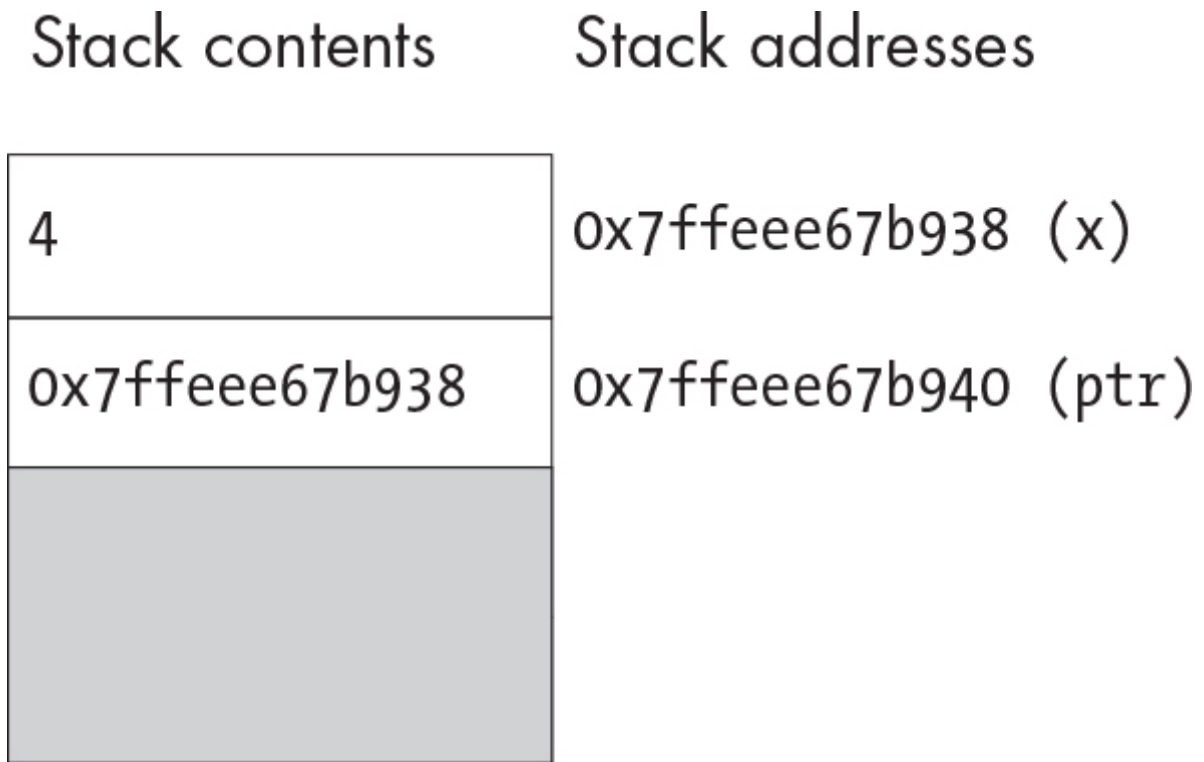 Stack contents Stack addresses
4 0x7ffeee67b938 (x)
0x7ffeee67b938 0x7ffeee67b940 (ptr)